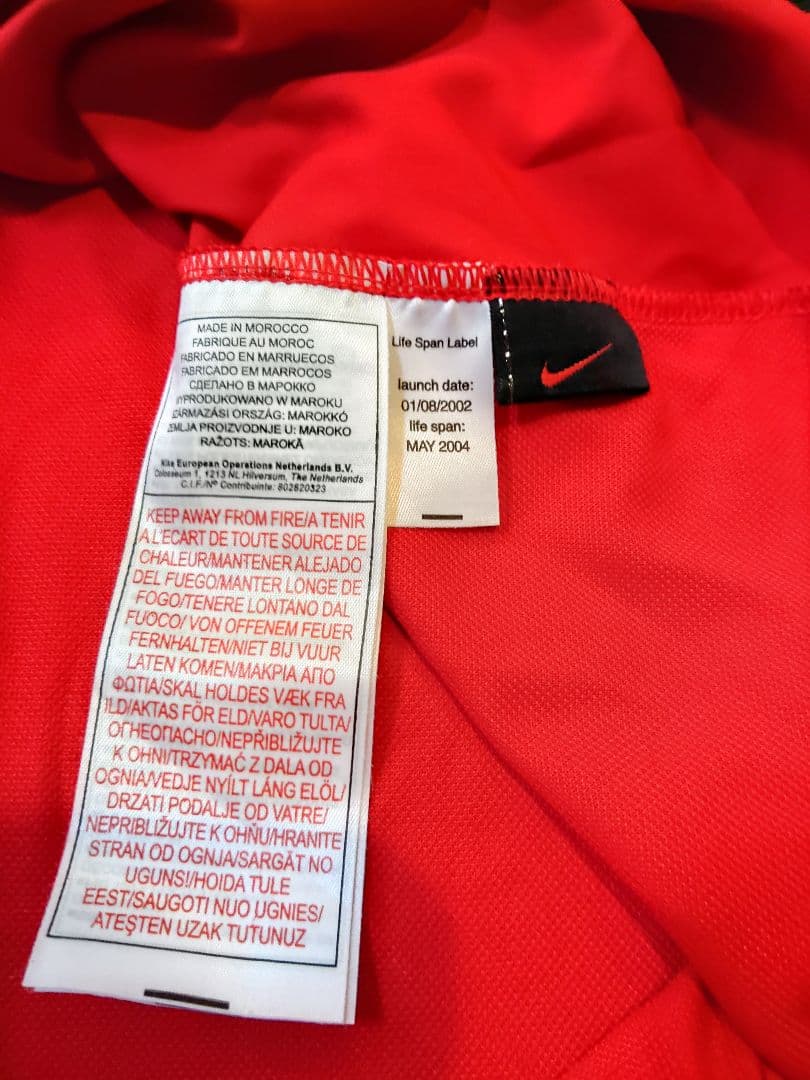 MADE IN MOROCCO
FABRIQUE AU MAROC
FABRICADO EN MARRUECOS
FABRICADO EM MARROCOS
СДЕЛАНО В МАРОККО
WYPRODUKOWANO W MAROKU
SZÁRMAZÁSI ORSZÁG: MAROKKÓ
ZEMLJA PROIZVODNJE U: MAROKO
RAŽOTS: MAROKĀ
Nike European Operations Netherlands B.V.
Colosseum 1, 1213 NL Hilversum, The Netherlands
C.I.F./Nº Contribuinte: 802820323
KEEP AWAY FROM FIRE/A TENIR
A L'ECART DE TOUTE SOURCE DE
CHALEUR/MANTENER ALEJADO
DEL FUEGO/MANTER LONGE DE
FOGO/TENERE LONTANO DAL
FUOCO/ VON OFFENEM FEUER
FERNHALTEN/NIET BIJ VUUR
LATEN KOMEN/ΜΑΚΡΙΑ ΑΠΟ
ΦΩΤΙΑ/SKAL HOLDES VÆK FRA
ILD/AKTAS FÖR ELD/VARO TULTA/
ОГНЕОПАСНО/NEPŘIBLIŽUJTE
K OHNI/TRZYMAĆ Z DALA OD
OGNIA/VEDJE NYÍLT LÁNG ELÖL/
DRZATI PODALJE OD VATRE/
NEPRIBLIŽUJTE K OHŇU/HRANITE
STRAN OD OGNJA/SARGĀT NO
UGUNS!/HOIDA TULE
EEST/SAUGOTI NUO UGNIES/
ATEŞTEN UZAK TUTUNUZ
Life Span Label
launch date:
01/08/2002
life span:
MAY 2004